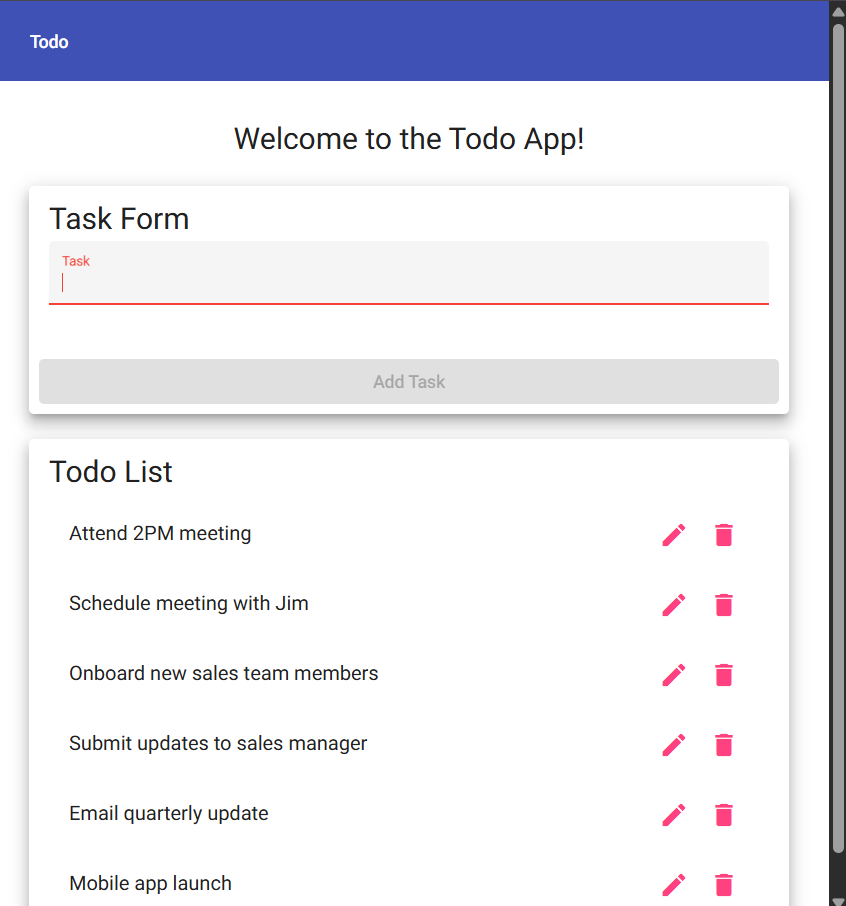 Todo
Welcome to the Todo App!
Task Form
Task
Add Task
Todo List
Attend 2PM meeting
Schedule meeting with Jim
Onboard new sales team members
Submit updates to sales manager
Email quarterly update
Mobile app launch